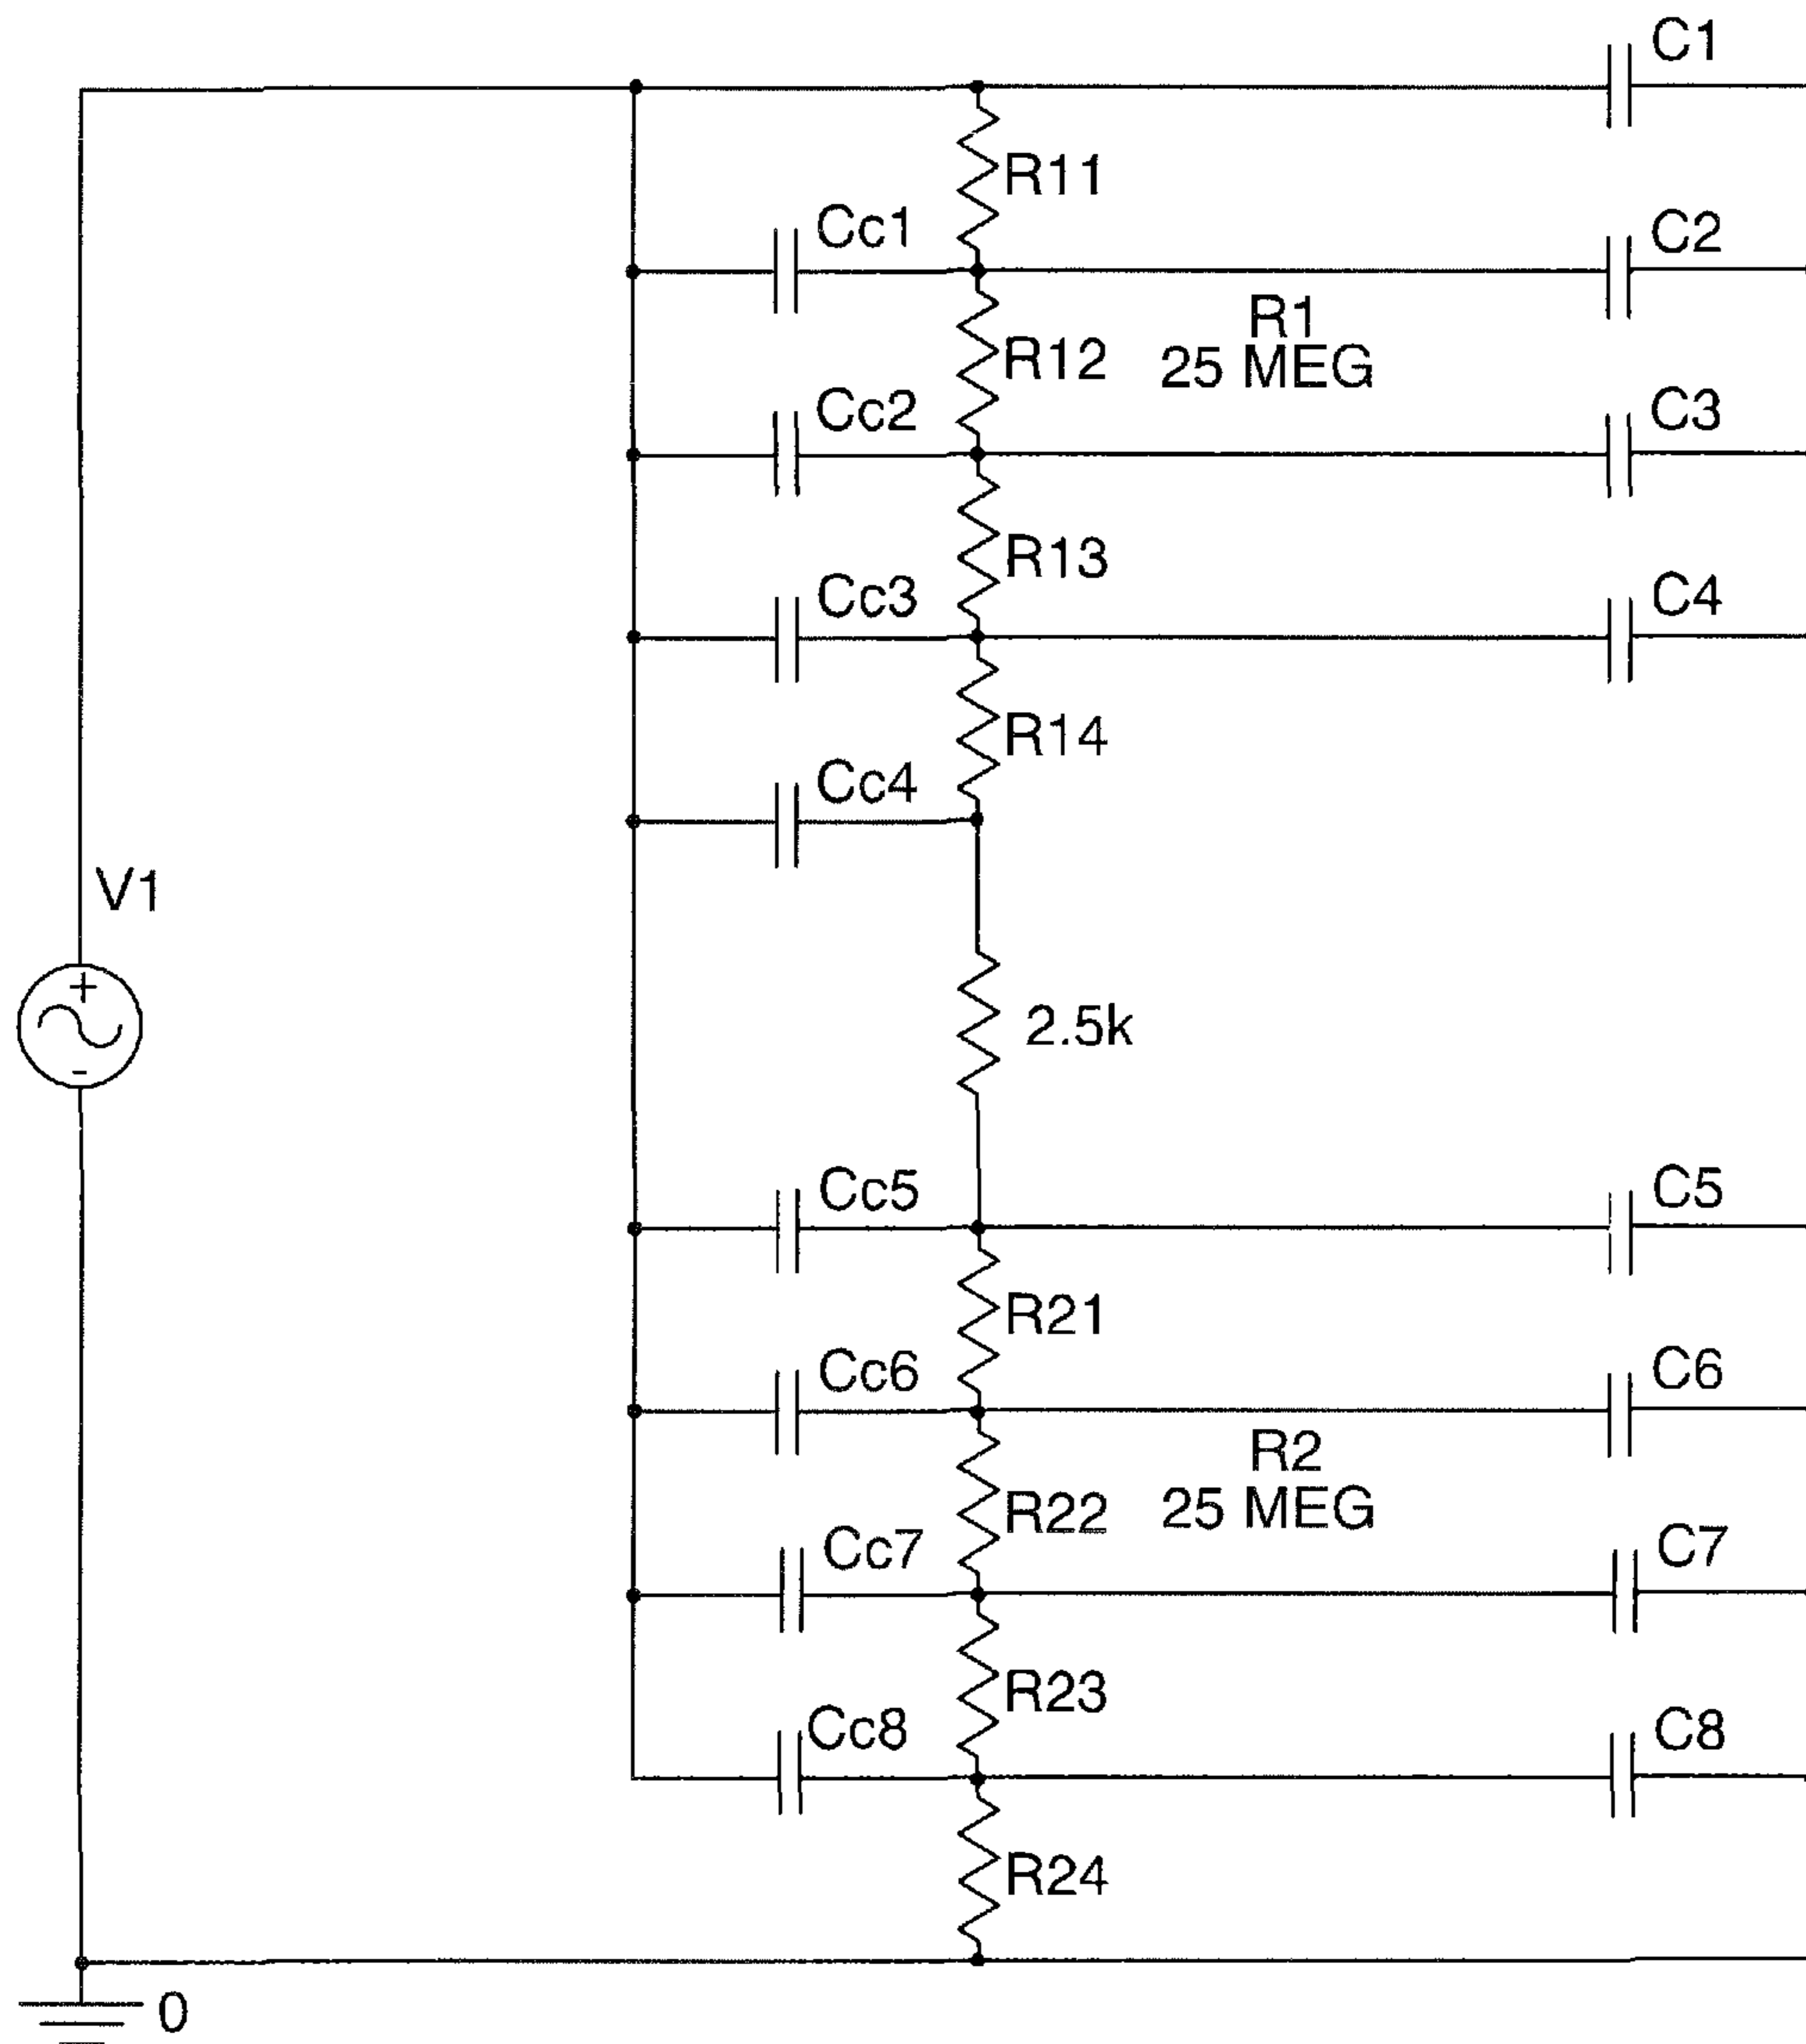 C1
R11
Cc1
C2
R1
25 MEG
R12
Cc2
C3
R13
Cc3
C4
R14
Cc4
V1
+
-
2.5k
Cc5
C5
R21
Cc6
C6
R2
25 MEG
R22
Cc7
C7
R23
Cc8
C8
R24
0